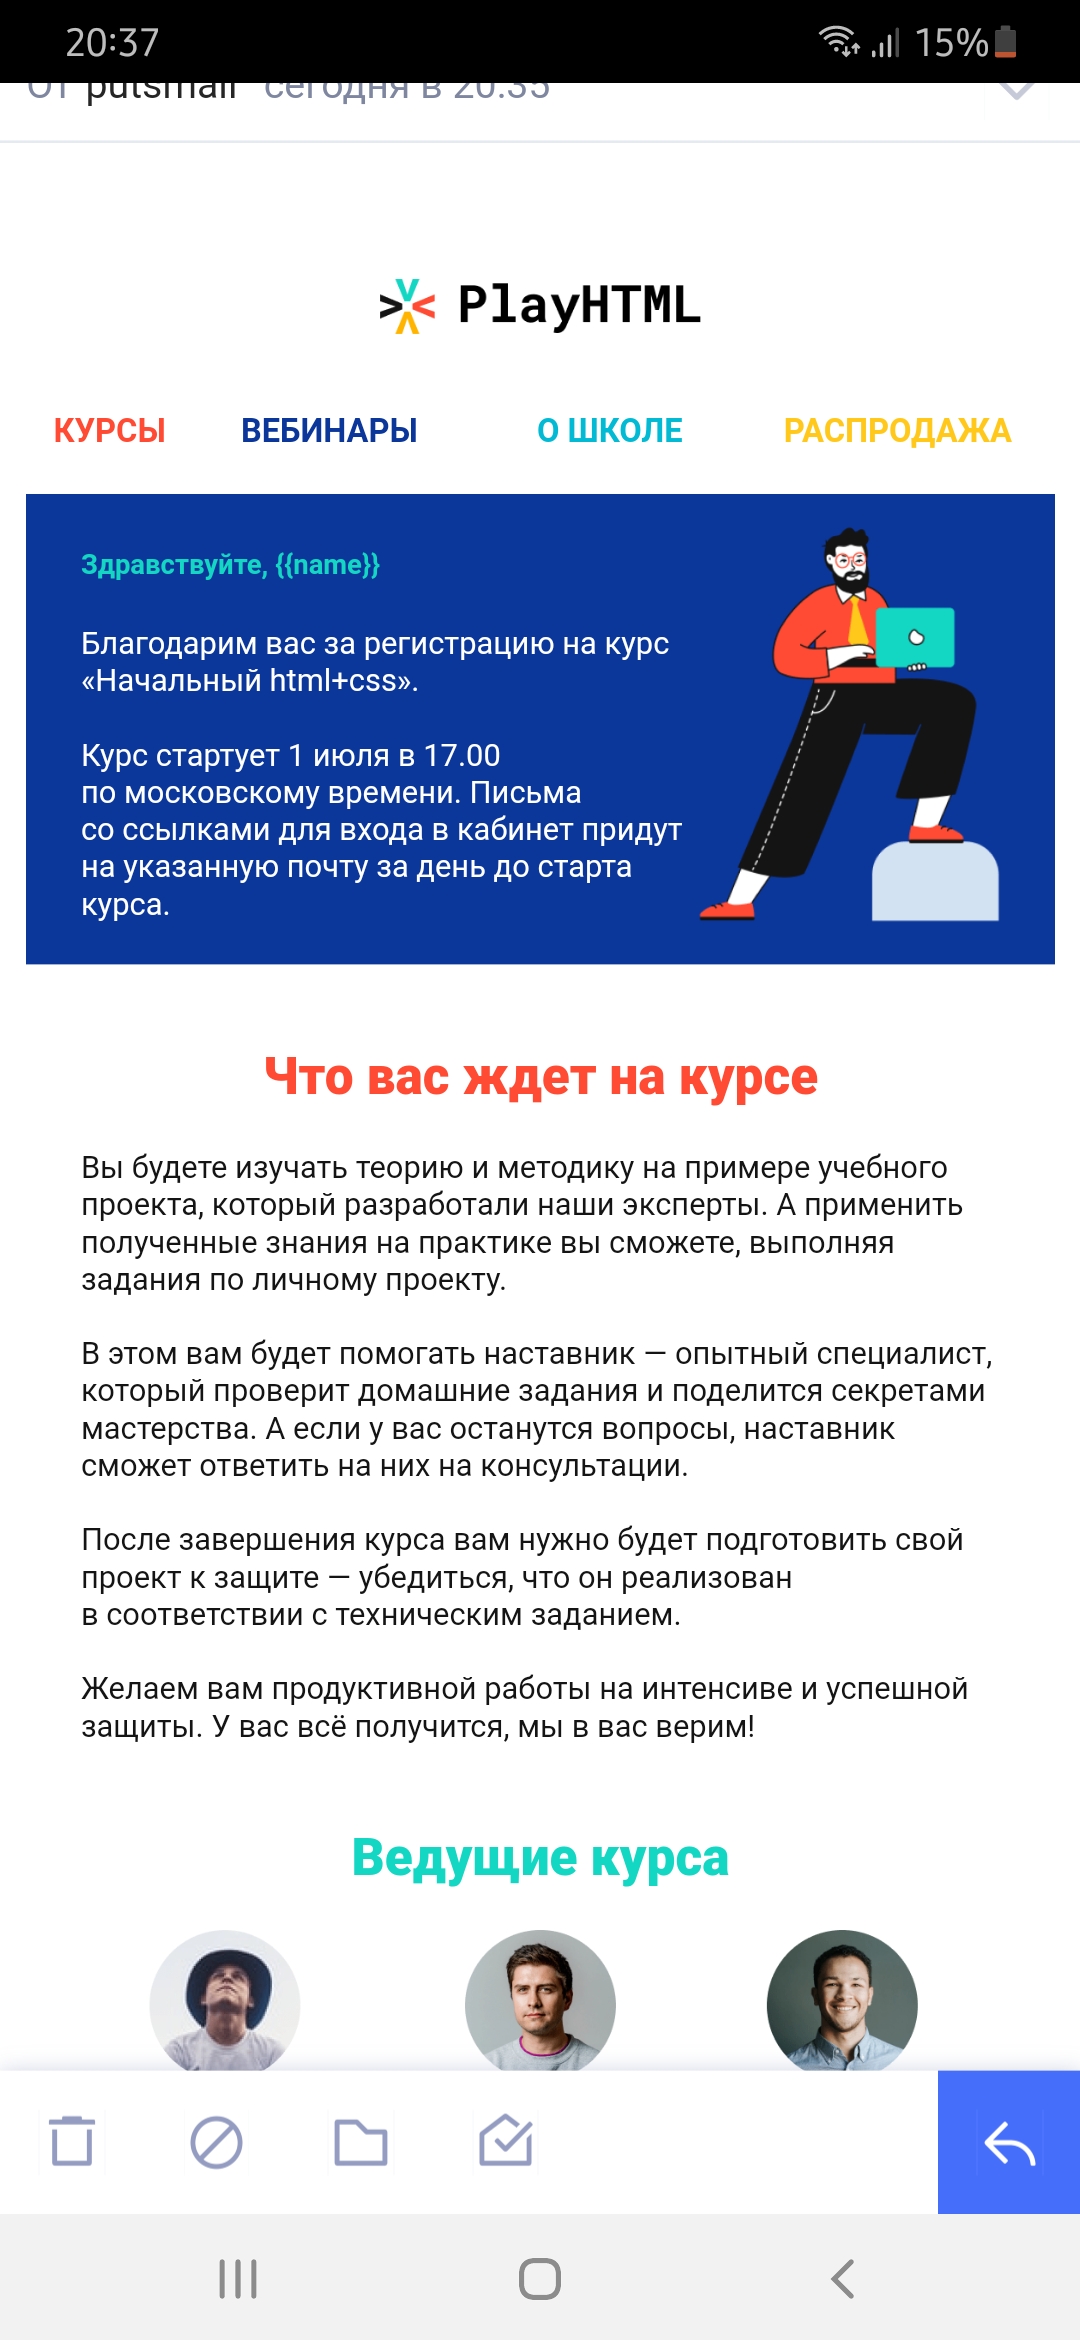 20:37
15%
От putsmail сегодня в 20:35
PlayHTML
КУРСЫ ВЕБИНАРЫ О ШКОЛЕ РАСПРОДАЖА
Здравствуйте, {{name}}
Благодарим вас за регистрацию на курс
«Начальный html+css».
Курс стартует 1 июля в 17.00
по московскому времени. Письма
со ссылками для входа в кабинет придут
на указанную почту за день до старта
курса.
Что вас ждет на курсе
Вы будете изучать теорию и методику на примере учебного
проекта, который разработали наши эксперты. А применить
полученные знания на практике вы сможете, выполняя
задания по личному проекту.
В этом вам будет помогать наставник — опытный специалист,
который проверит домашние задания и поделится секретами
мастерства. А если у вас останутся вопросы, наставник
сможет ответить на них на консультации.
После завершения курса вам нужно будет подготовить свой
проект к защите — убедиться, что он реализован
в соответствии с техническим заданием.
Желаем вам продуктивной работы на интенсиве и успешной
защиты. У вас всё получится, мы в вас верим!
Ведущие курса